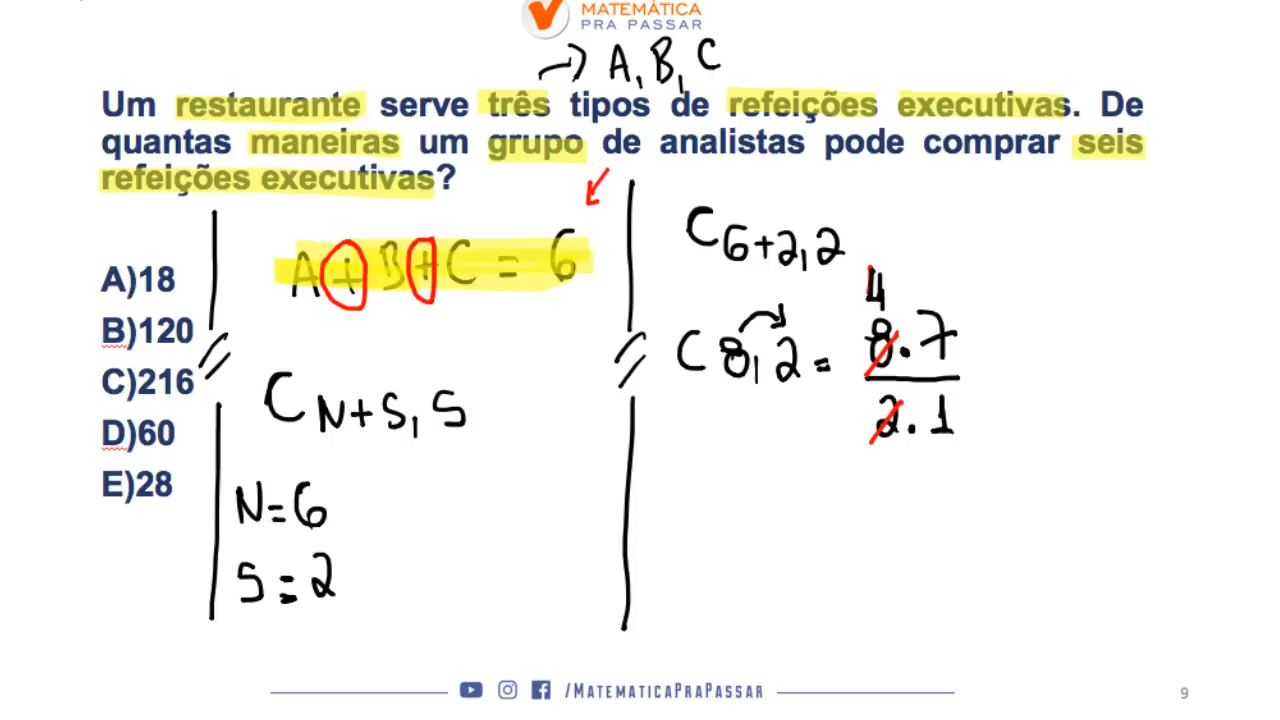 MATEMÁTICA
PRA PASSAR
→ A, B, C
Um restaurante serve três tipos de refeições executivas. De
quantas maneiras um grupo de analistas pode comprar seis
refeições executivas?
A + B + C = 6
A)18
B)120
C)216
D)60
E)28
C N+S, S
N=6
S=2
C 6+2, 2
4
C 8, 2 = 8.7
2.1
/MATEMATICAPRAPASSAR
9